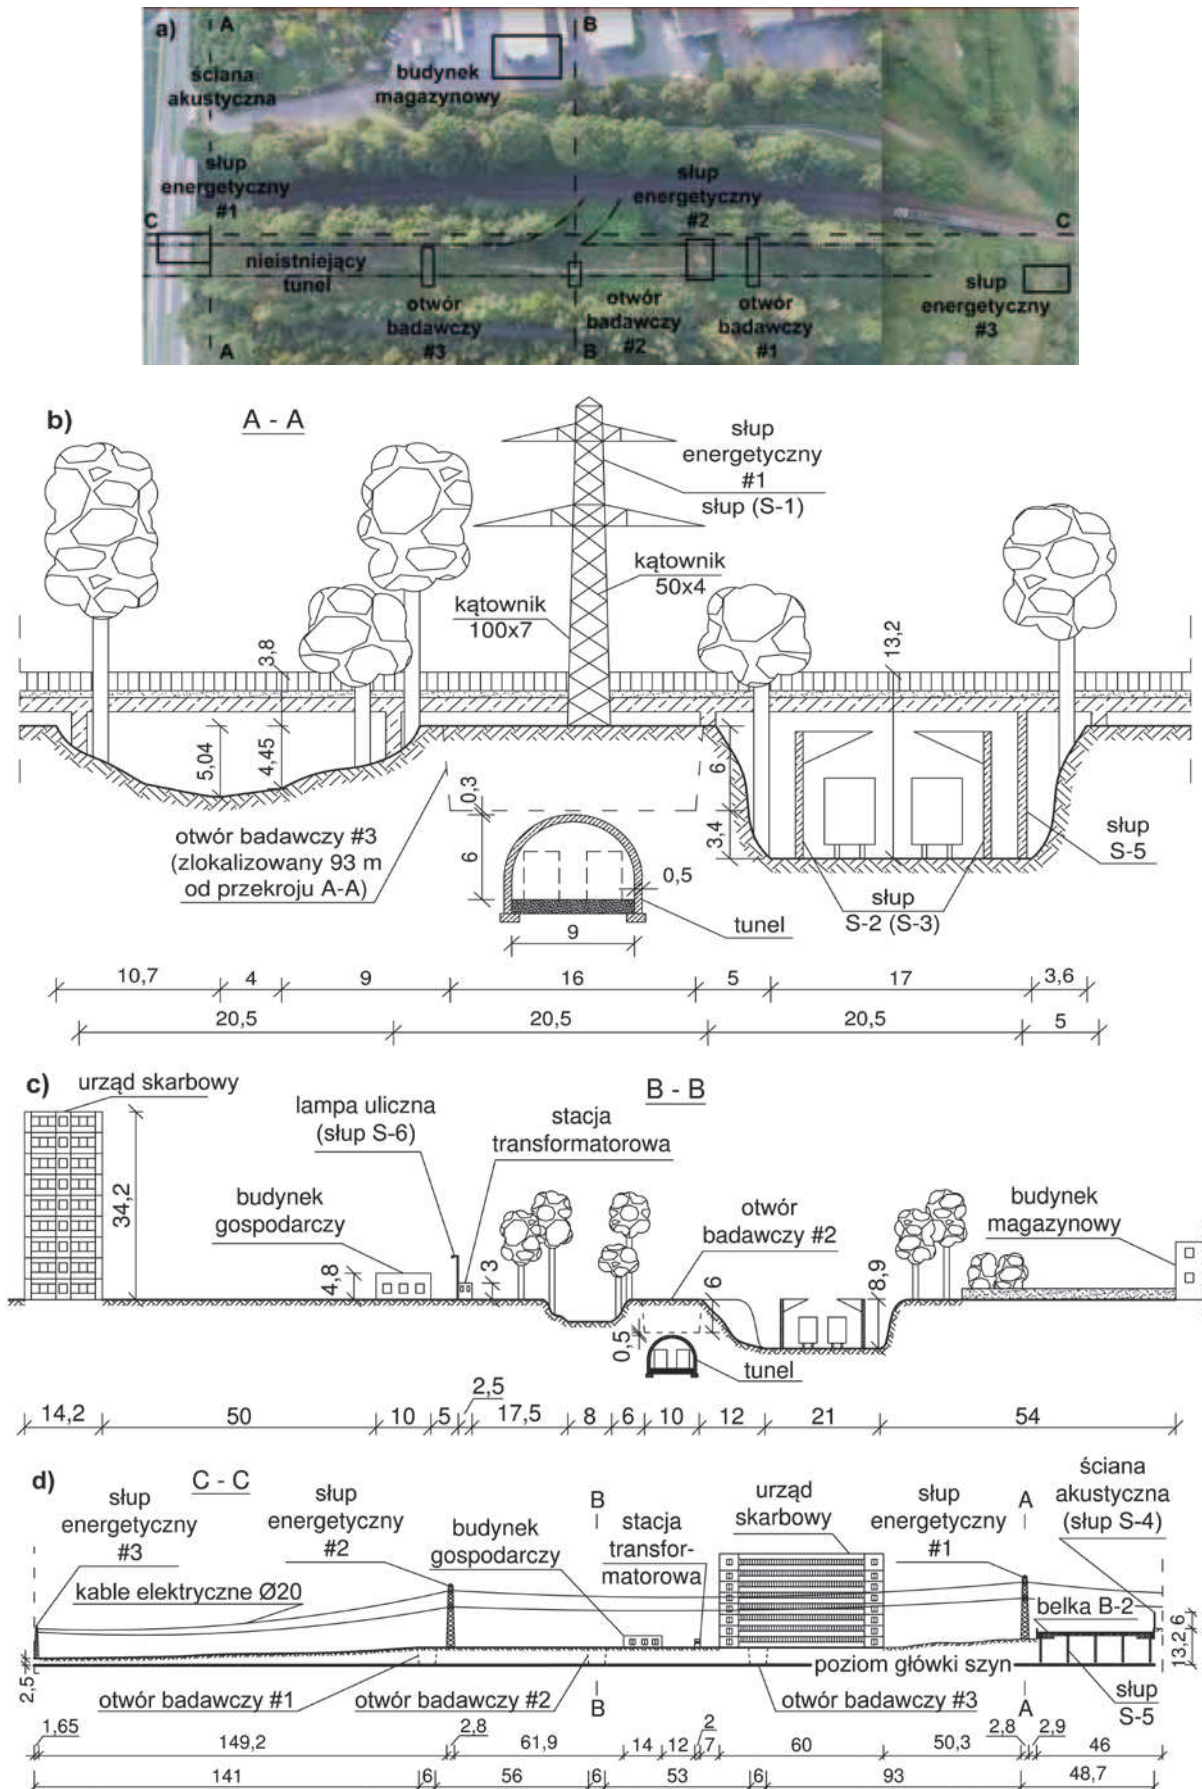 a)
A
B
ściana
akustyczna
budynek
magazynowy
słup
energetyczny
#1
słup
energetyczny
#2
C
C
nieistniejący
tunel
otwór
badawczy
#3
otwór
badawczy
#2
otwór
badawczy
#1
słup
energetyczny
#3
A
B
b)
A - A
słup
energetyczny
#1
słup (S-1)
kątownik
50x4
kątownik
100x7
3,8
13,2
5,04
4,45
0,3
6
6
3,4
0,5
otwór badawczy #3
(zlokalizowany 93 m
od przekroju A-A)
słup
S-5
słup
S-2 (S-3)
tunel
9
10,7 4 9 16 5 17 3,6
20,5 20,5 20,5 5
c)
urząd skarbowy
B - B
lampa uliczna
(słup S-6)
stacja
transformatorowa
budynek
gospodarczy
otwór
badawczy #2
budynek
magazynowy
34,2
4,8
3
6
8,9
0,5
tunel
2,5
14,2 50 10 5 17,5 8 6 10 12 21 54
d)
C - C
słup
energetyczny
#3
słup
energetyczny
#2
B
budynek
gospodarczy
stacja
transfor-
matorowa
urząd
skarbowy
słup
energetyczny
#1
A
ściana
akustyczna
(słup S-4)
kable elektryczne Ø20
belka B-2
6
13,2
poziom główki szyn
2,5
otwór badawczy #1
otwór badawczy #2
B
otwór badawczy #3
A
słup
S-5
1,65 149,2 2,8 61,9 14 12 2 7 60 50,3 2,8 2,9 46
141 6 56 6 53 6 93 48,7